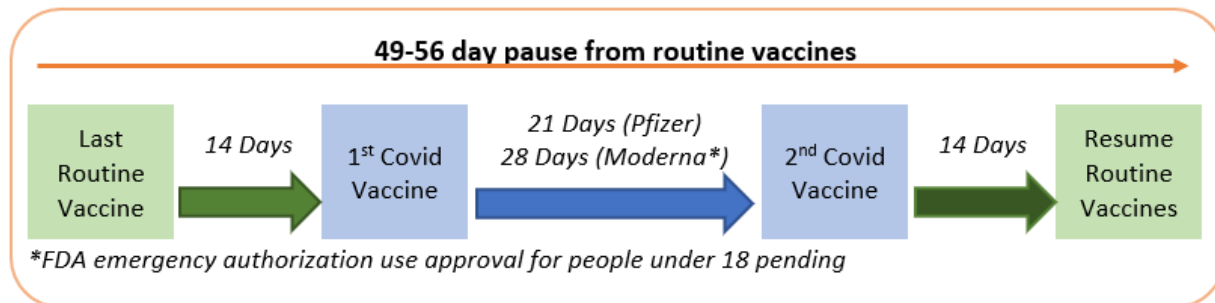 49-56 day pause from routine vaccines
Last
Routine
Vaccine
14 Days
1st Covid
Vaccine
21 Days (Pfizer)
28 Days (Moderna*)
2nd Covid
Vaccine
14 Days
Resume
Routine
Vaccines
*FDA emergency authorization use approval for people under 18 pending